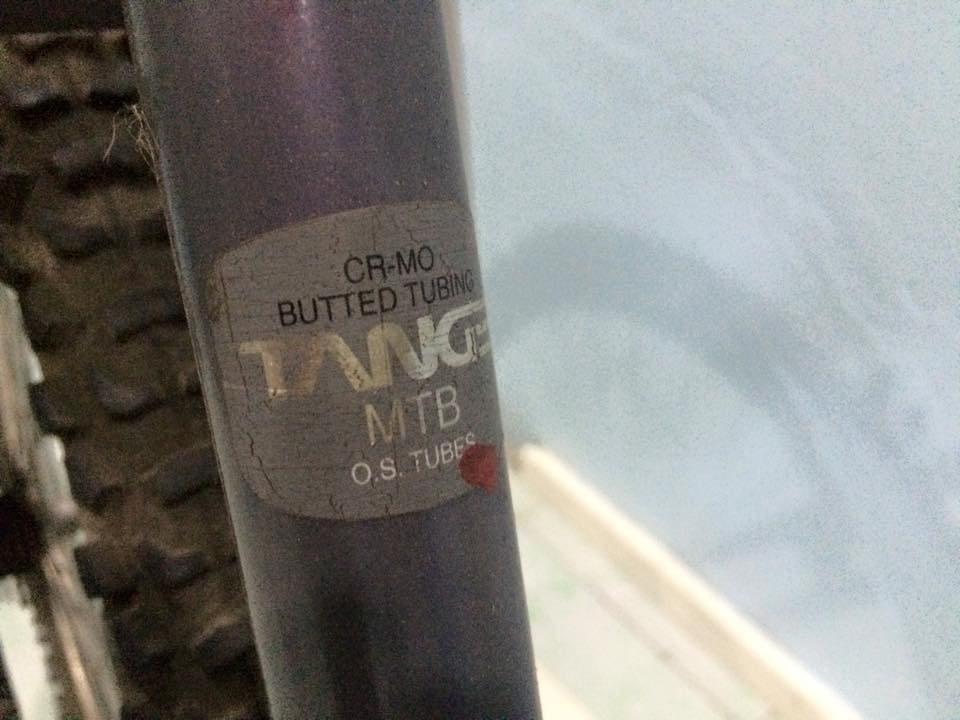 CR-MO
BUTTED TUBING
TANGE
MTB
O.S. TUBES